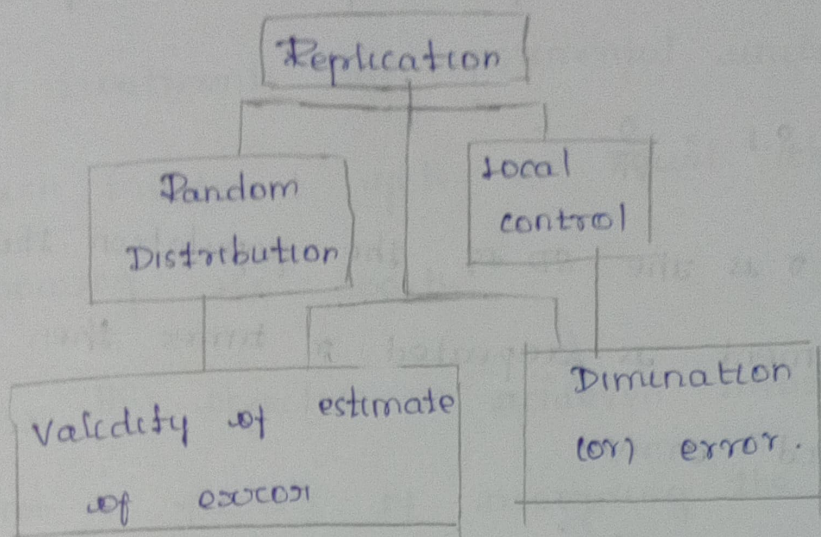 Replication
Random
Distribution
Local
control
Validity of estimate
of error
Dimination
(or) error.